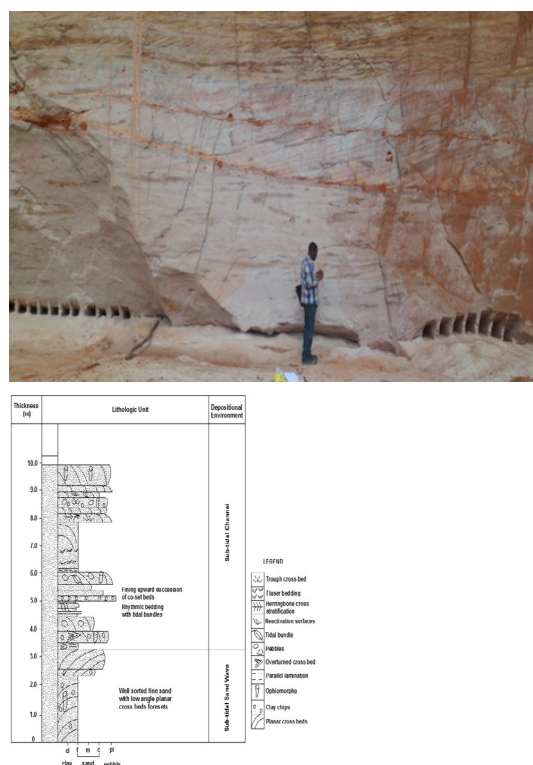 Thickness
(m)
Lithologic Unit
Depositional
Environment
10.0
9.0
8.0
7.0
6.0
5.0
4.0
3.0
2.0
1.0
0
Fining upward succession
of co-set beds
Rhythmic bedding
with tidal bundles
Well sorted fine sand
with low angle planar
cross beds foresets
Sub-tidal Channel
Sub-tidal Sand Wave
cl f m c pl
clay sand pebble
LEGEND
Trough cross bed
Flaser bedding
Herringbone cross
stratification
Reactivation surfaces
Tidal bundle
Pebbles
Overturned cross bed
Parallel lamination
Ophiomorpha
Clay chips
Planar cross beds